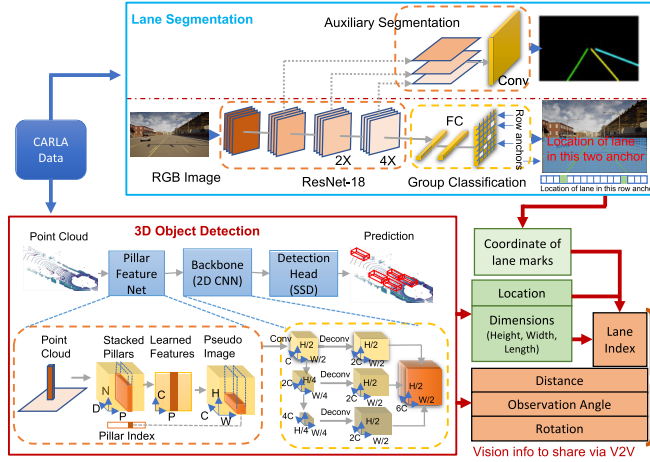 Lane Segmentation
Auxiliary Segmentation
Conv
CARLA
Data
RGB Image
2X
4X
ResNet-18
FC
Row
anchors
Group Classification
Location of lane
in this two anchor
Location of lane in this row anchor
3D Object Detection
Point Cloud
Pillar
Feature
Net
Backbone
(2D CNN)
Detection
Head
(SSD)
Prediction
Coordinate of
lane marks
Location
Dimensions
(Height, Width,
Length)
Lane
Index
Distance
Observation Angle
Rotation
Vision info to share via V2V
Point
Cloud
Stacked
Pillars
Learned
Features
Pseudo
Image
N
D
P
C
P
H
C
W
Pillar Index
Conv
H/2
C
W/2
Deconv
H/2
2C
W/2
2C
H/4
W/4
Deconv
H/2
2C
W/2
4C
H/4
W/4
Deconv
H/2
2C
W/2
H/2
6C
W/2